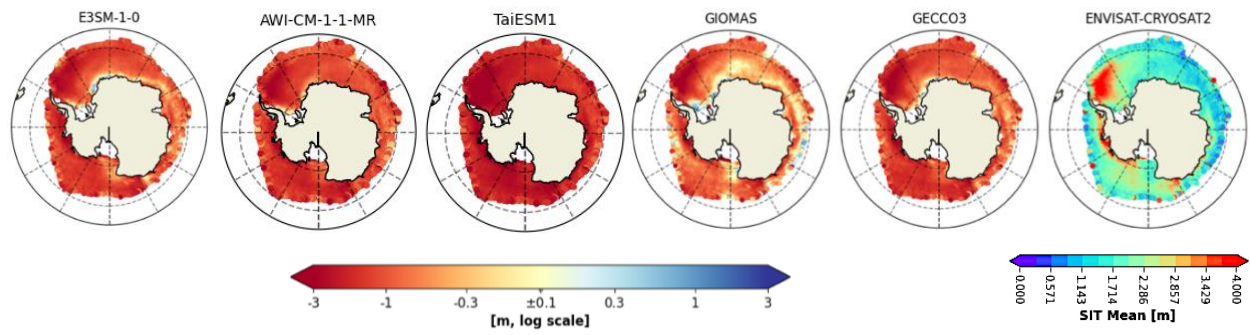 E3SM-1-0
AWI-CM-1-1-MR
TaiESM1
GIOMAS
GECCO3
ENVISAT-CRYOSAT2
-3 -1 -0.3 ±0.1 0.3 1 3
[m, log scale]
0.000 0.571 1.143 1.714 2.286 2.857 3.429 4.000
SIT Mean [m]